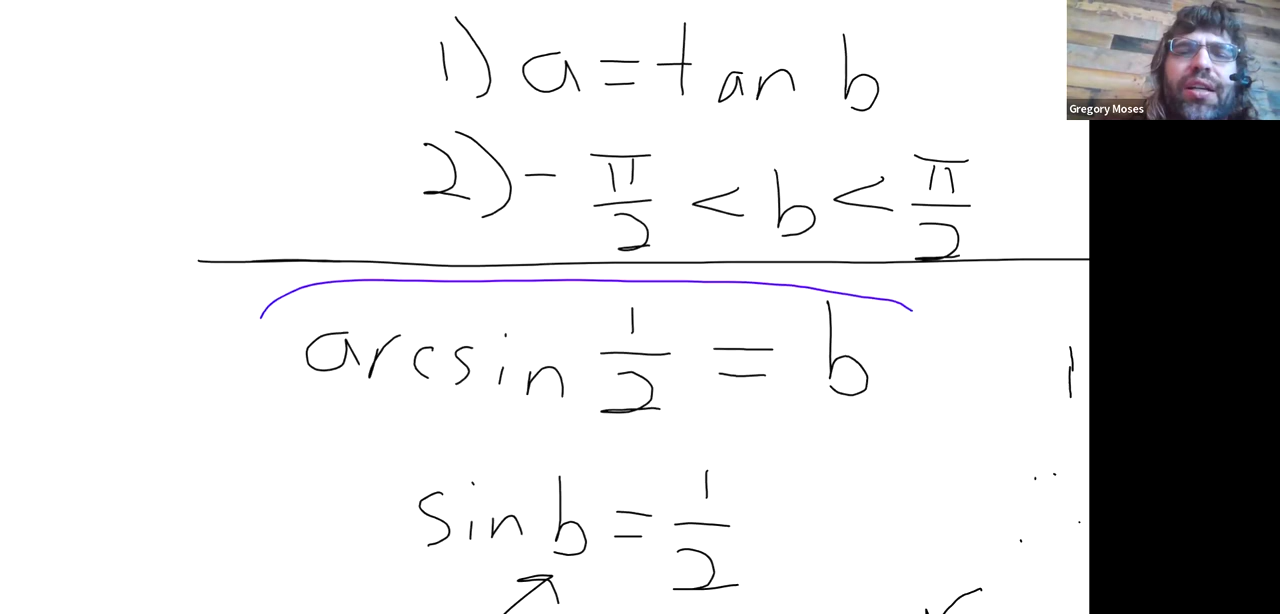 1) a = tan b
Gregory Moses
2) - π/2 < b < π/2
arcsin 1/2 = b
sin b = 1/2